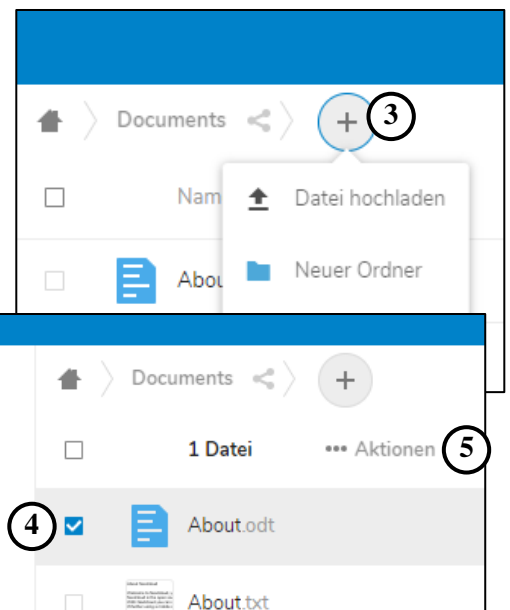 Documents
3
Nam
Datei hochladen
Abou
Neuer Ordner
Documents
1 Datei
Aktionen
5
4
About.odt
About.txt